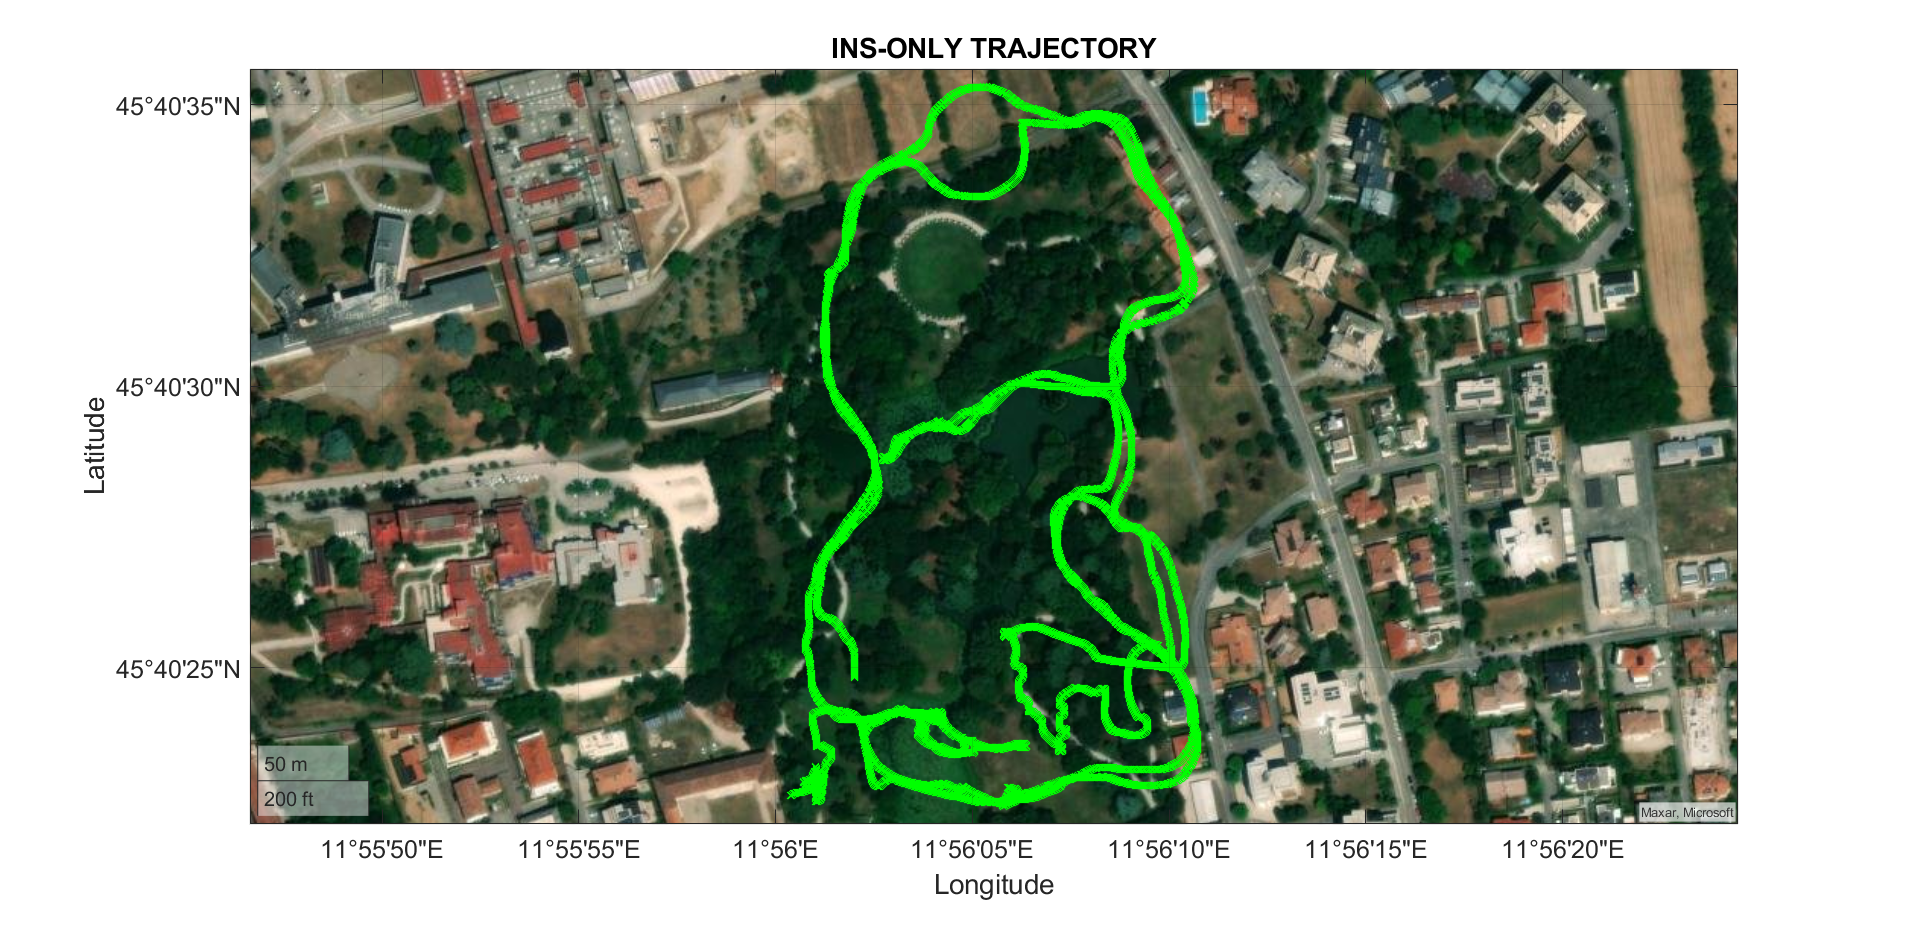 INS-ONLY TRAJECTORY
45°40'35"N
45°40'30"N
45°40'25"N
Latitude
50 m
200 ft
Maxar, Microsoft
11°55'50"E
11°55'55"E
11°56'E
11°56'05"E
11°56'10"E
11°56'15"E
11°56'20"E
Longitude